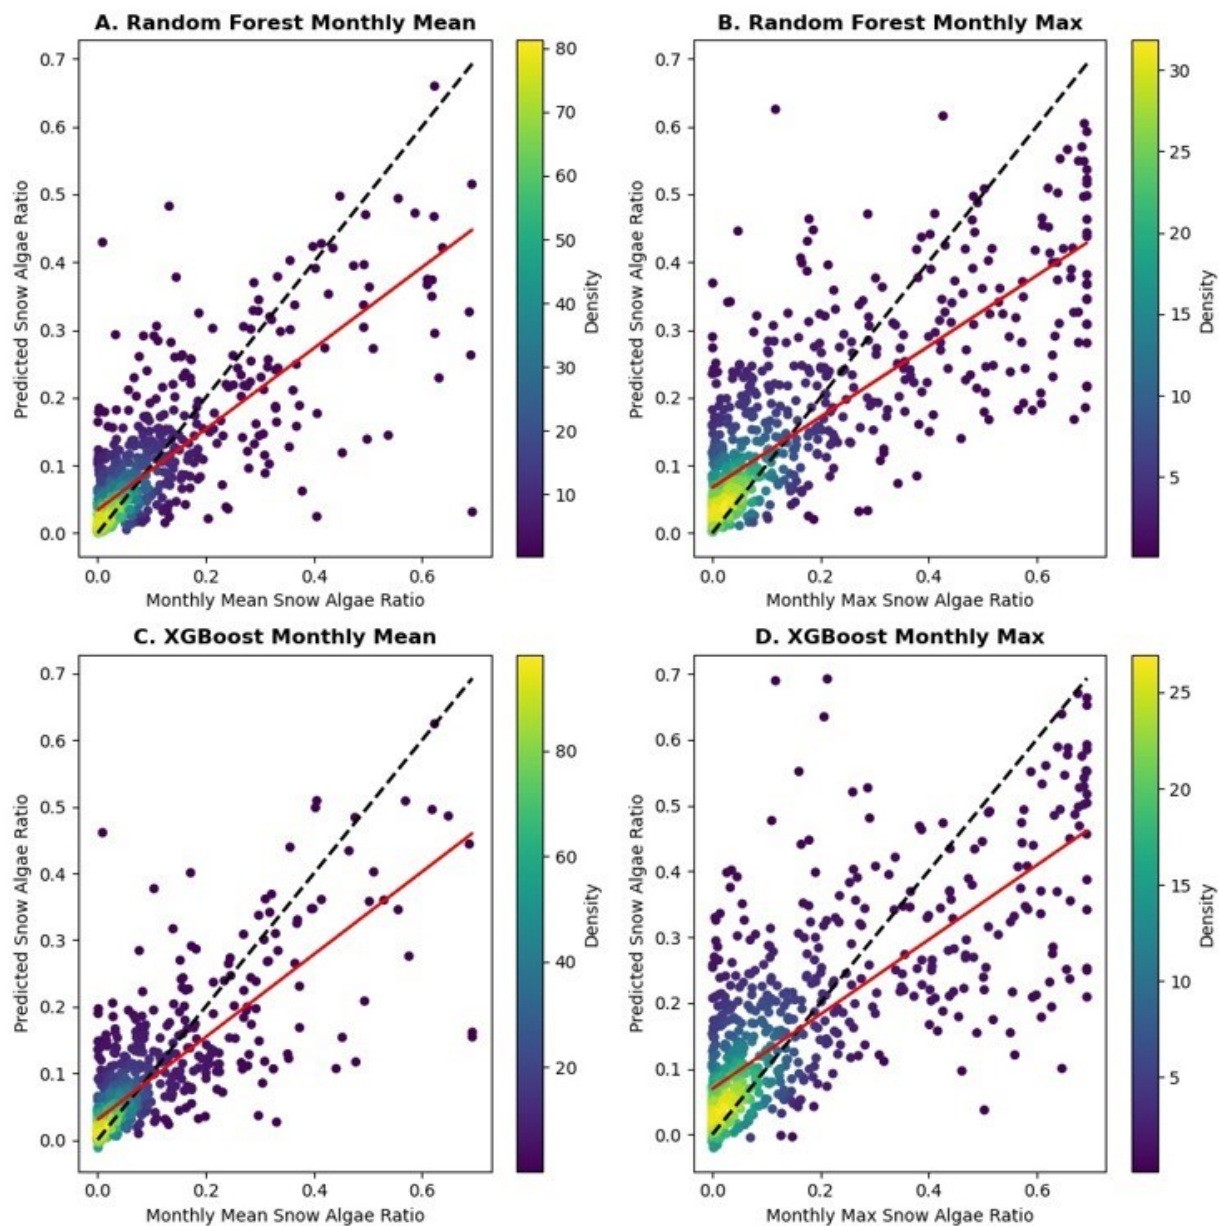 A. Random Forest Monthly Mean
0.7
0.6
0.5
0.4
0.3
0.2
0.1
0.0
Predicted Snow Algae Ratio
0.0 0.2 0.4 0.6
Monthly Mean Snow Algae Ratio
80
70
60
50
40
30
20
10
Density
B. Random Forest Monthly Max
0.7
0.6
0.5
0.4
0.3
0.2
0.1
0.0
Predicted Snow Algae Ratio
0.0 0.2 0.4 0.6
Monthly Max Snow Algae Ratio
30
25
20
15
10
5
Density
C. XGBoost Monthly Mean
0.7
0.6
0.5
0.4
0.3
0.2
0.1
0.0
Predicted Snow Algae Ratio
0.0 0.2 0.4 0.6
Monthly Mean Snow Algae Ratio
80
60
40
20
Density
D. XGBoost Monthly Max
0.7
0.6
0.5
0.4
0.3
0.2
0.1
0.0
Predicted Snow Algae Ratio
0.0 0.2 0.4 0.6
Monthly Max Snow Algae Ratio
25
20
15
10
5
Density